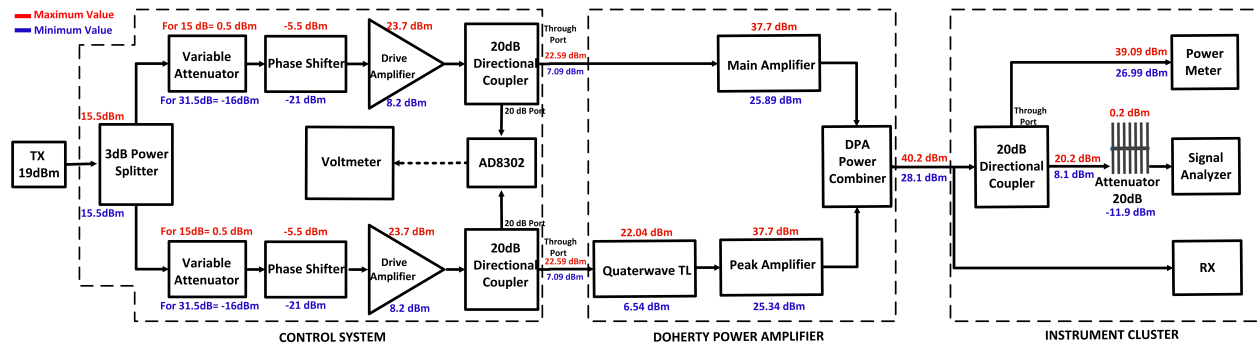 Maximum Value
Minimum Value
TX
19dBm
15.5dBm
3dB Power
Splitter
15.5dBm
For 15 dB= 0.5 dBm
Variable
Attenuator
For 31.5dB= -16dBm
-5.5 dBm
Phase Shifter
-21 dBm
23.7 dBm
Drive
Amplifier
8.2 dBm
20dB
Directional
Coupler
Through
Port
22.59 dBm
7.09 dBm
20 dB Port
Voltmeter
AD8302
20 dB Port
For 15dB= 0.5 dBm
Variable
Attenuator
For 31.5dB= -16dBm
-5.5 dBm
Phase Shifter
-21 dBm
23.7 dBm
Drive
Amplifier
8.2 dBm
20dB
Directional
Coupler
Through
Port
22.59 dBm
7.09 dBm
CONTROL SYSTEM
37.7 dBm
Main Amplifier
25.89 dBm
22.04 dBm
Quaterwave TL
6.54 dBm
37.7 dBm
Peak Amplifier
25.34 dBm
DPA
Power
Combiner
40.2 dBm
28.1 dBm
DOHERTY POWER AMPLIFIER
39.09 dBm
26.99 dBm
Power
Meter
Through
Port
20dB
Directional
Coupler
20.2 dBm
8.1 dBm
0.2 dBm
Attenuator
20dB
-11.9 dBm
Signal
Analyzer
RX
INSTRUMENT CLUSTER